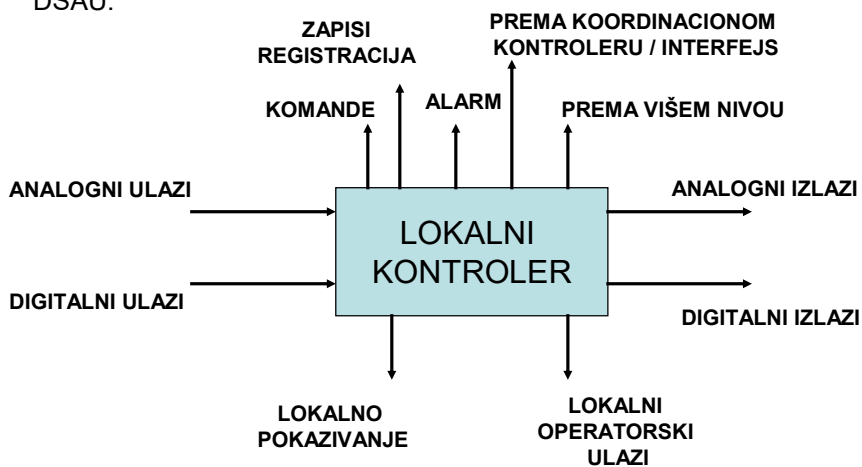 DSAU.
ZAPISI
REGISTRACIJA
PREMA KOORDINACIONOM
KONTROLERU / INTERFEJS
KOMANDE
ALARM
PREMA VIŠEM NIVOU
ANALOGNI ULAZI
ANALOGNI IZLAZI
LOKALNI
KONTROLER
DIGITALNI ULAZI
DIGITALNI IZLAZI
LOKALNO
POKAZIVANJE
LOKALNI
OPERATORSKI
ULAZI